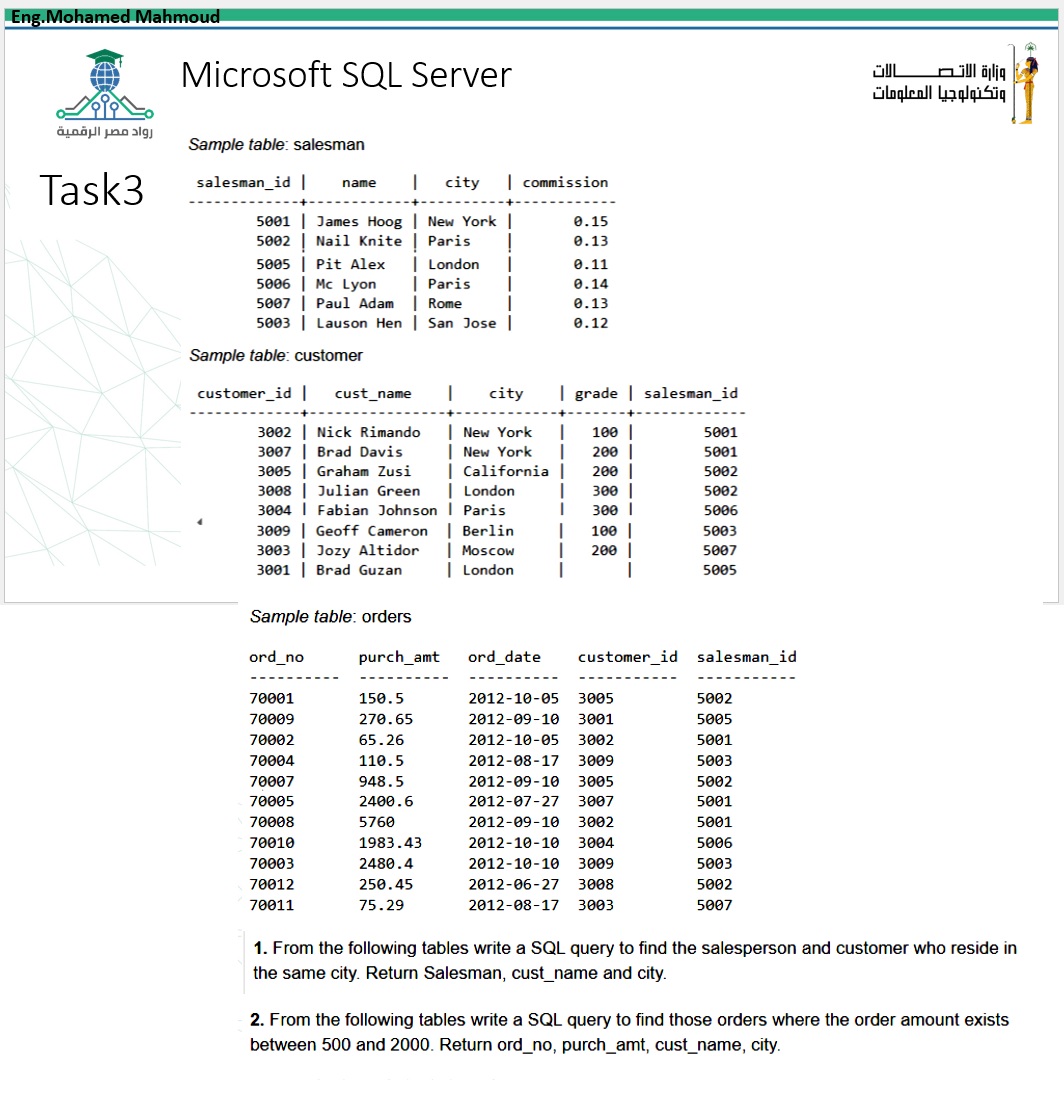 Eng.Mohamed Mahmoud
Microsoft SQL Server
وزارة الاتصالات
وتكنولوجيا المعلومات
رواد مصر الرقمية
Task3
Sample table: salesman
salesman_id | name | city | commission
------------+------------+----------+------------
5001 | James Hoog | New York | 0.15
5002 | Nail Knite | Paris | 0.13
5005 | Pit Alex | London | 0.11
5006 | Mc Lyon | Paris | 0.14
5007 | Paul Adam | Rome | 0.13
5003 | Lauson Hen | San Jose | 0.12
Sample table: customer
customer_id | cust_name | city | grade | salesman_id
------------+----------------+------------+-------+-------------
3002 | Nick Rimando | New York | 100 | 5001
3007 | Brad Davis | New York | 200 | 5001
3005 | Graham Zusi | California | 200 | 5002
3008 | Julian Green | London | 300 | 5002
3004 | Fabian Johnson | Paris | 300 | 5006
3009 | Geoff Cameron | Berlin | 100 | 5003
3003 | Jozy Altidor | Moscow | 200 | 5007
3001 | Brad Guzan | London | | 5005
Sample table: orders
ord_no purch_amt ord_date customer_id salesman_id
---------- ---------- ---------- ----------- -----------
70001 150.5 2012-10-05 3005 5002
70009 270.65 2012-09-10 3001 5005
70002 65.26 2012-10-05 3002 5001
70004 110.5 2012-08-17 3009 5003
70007 948.5 2012-09-10 3005 5002
70005 2400.6 2012-07-27 3007 5001
70008 5760 2012-09-10 3002 5001
70010 1983.43 2012-10-10 3004 5006
70003 2480.4 2012-10-10 3009 5003
70012 250.45 2012-06-27 3008 5002
70011 75.29 2012-08-17 3003 5007
1. From the following tables write a SQL query to find the salesperson and customer who reside in
the same city. Return Salesman, cust_name and city.
2. From the following tables write a SQL query to find those orders where the order amount exists
between 500 and 2000. Return ord_no, purch_amt, cust_name, city.